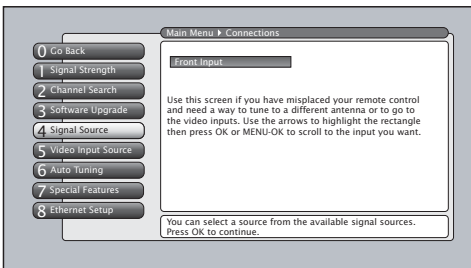 Main Menu ▶ Connections
0 Go Back
1 Signal Strength
2 Channel Search
3 Software Upgrade
4 Signal Source
5 Video Input Source
6 Auto Tuning
7 Special Features
8 Ethernet Setup
Front Input
Use this screen if you have misplaced your remote control
and need a way to tune to a different antenna or to go to
the video inputs. Use the arrows to highlight the rectangle
then press OK or MENU-OK to scroll to the input you want.
You can select a source from the available signal sources.
Press OK to continue.